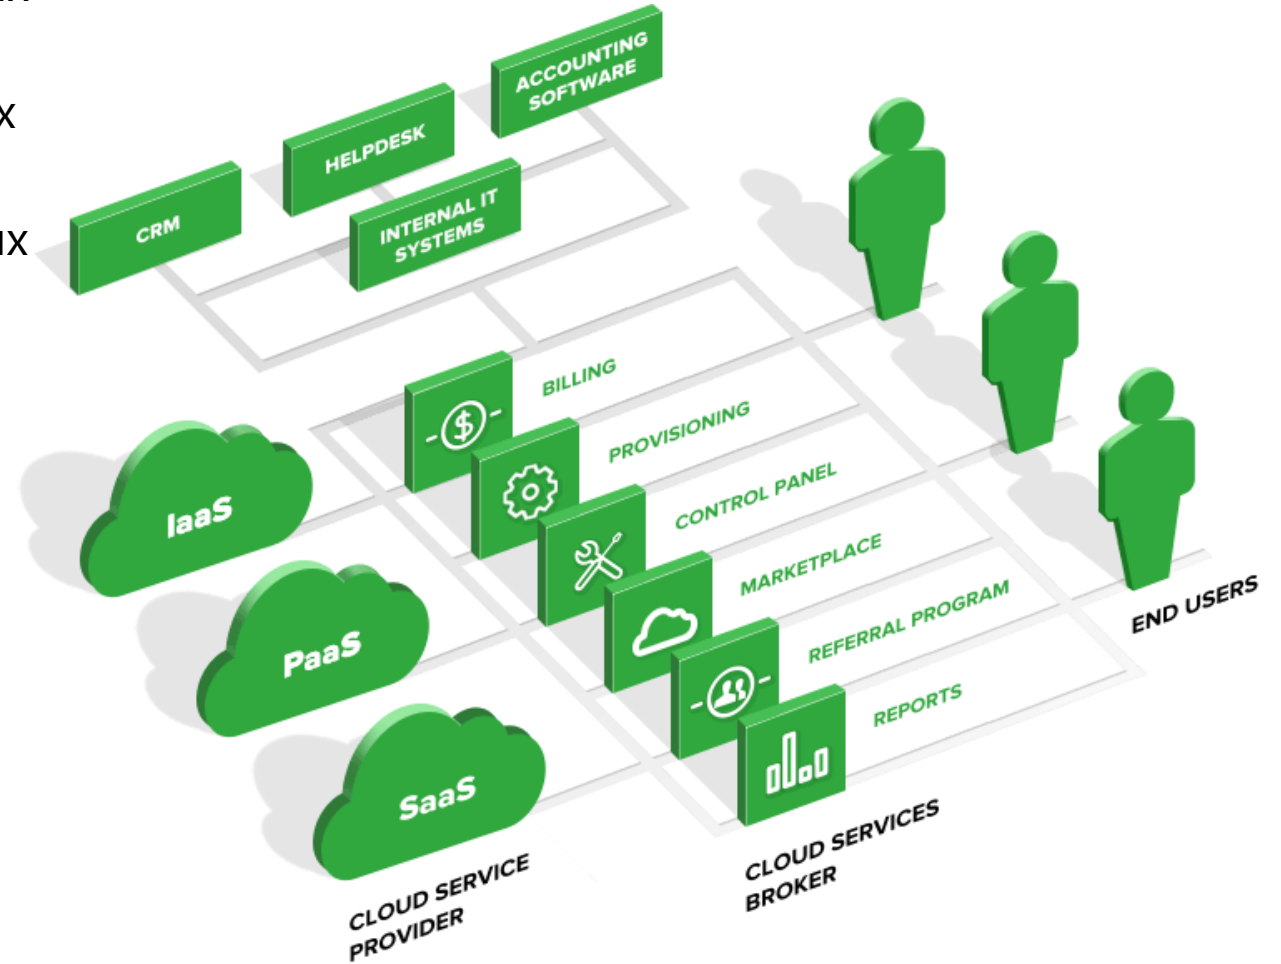 ACCOUNTING
SOFTWARE
HELPDESK
CRM
INTERNAL IT
SYSTEMS
BILLING
PROVISIONING
CONTROL PANEL
MARKETPLACE
REFERRAL PROGRAM
REPORTS
IaaS
PaaS
SaaS
END USERS
CLOUD SERVICES
BROKER
CLOUD SERVICE
PROVIDER